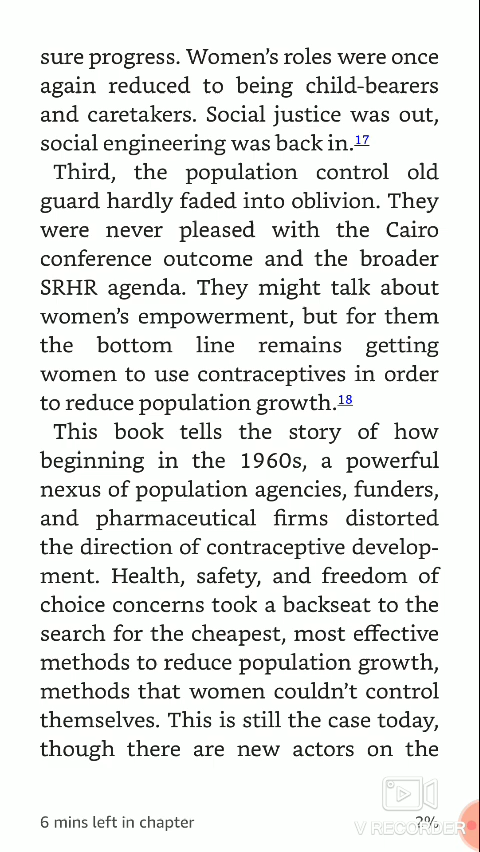 sure progress. Women's roles were once
again reduced to being child-bearers
and caretakers. Social justice was out,
social engineering was back in.17
Third, the population control old
guard hardly faded into oblivion. They
were never pleased with the Cairo
conference outcome and the broader
SRHR agenda. They might talk about
women's empowerment, but for them
the bottom line remains getting
women to use contraceptives in order
to reduce population growth.18
This book tells the story of how
beginning in the 1960s, a powerful
nexus of population agencies, funders,
and pharmaceutical firms distorted
the direction of contraceptive develop-
ment. Health, safety, and freedom of
choice concerns took a backseat to the
search for the cheapest, most effective
methods to reduce population growth,
methods that women couldn't control
themselves. This is still the case today,
though there are new actors on the
6 mins left in chapter 2%
V RECORDER